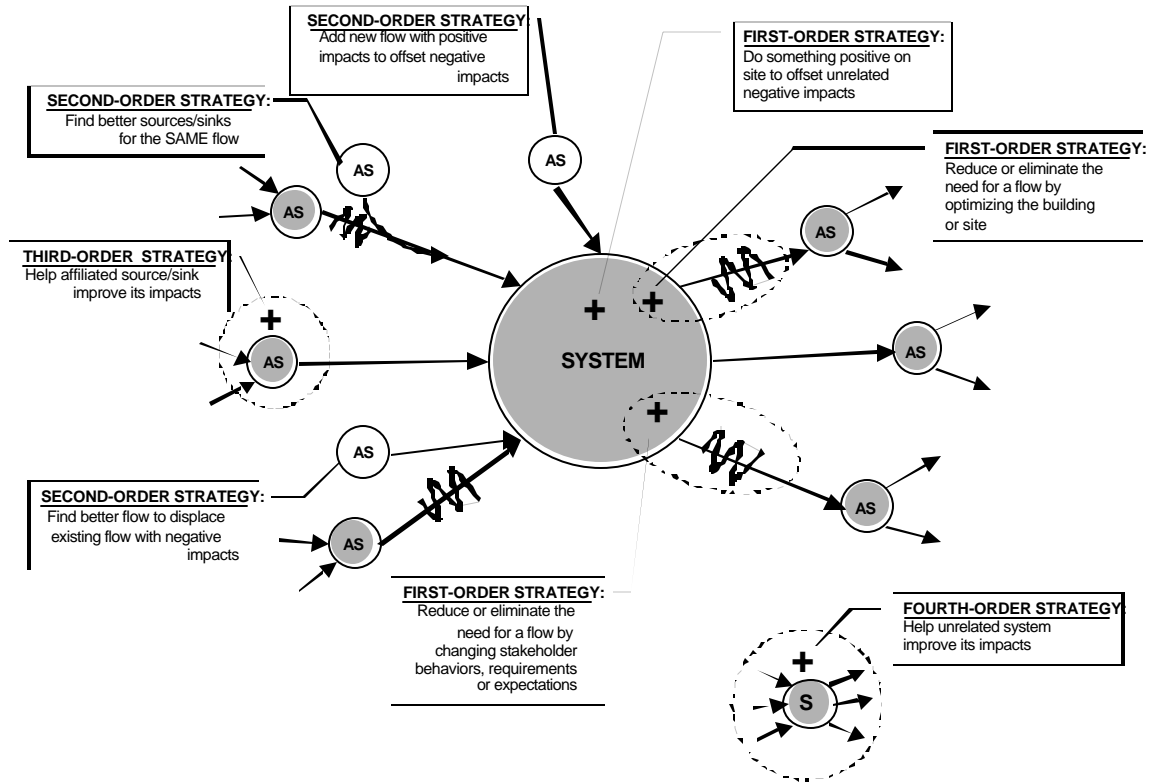 SECOND-ORDER STRATEGY:
Add new flow with positive
impacts to offset negative
impacts
FIRST-ORDER STRATEGY:
Do something positive on
site to offset unrelated
negative impacts
SECOND-ORDER STRATEGY:
Find better sources/sinks
for the SAME flow
FIRST-ORDER STRATEGY:
Reduce or eliminate the
need for a flow by
optimizing the building
or site
AS
AS
AS
AS
THIRD-ORDER STRATEGY:
Help affiliated source/sink
improve its impacts
+
+
+
AS
SYSTEM
AS
+
AS
SECOND-ORDER STRATEGY:
Find better flow to displace
existing flow with negative
impacts
AS
AS
FIRST-ORDER STRATEGY:
Reduce or eliminate the
need for a flow by
changing stakeholder
behaviors, requirements
or expectations
FOURTH-ORDER STRATEGY:
Help unrelated system
improve its impacts
+
S